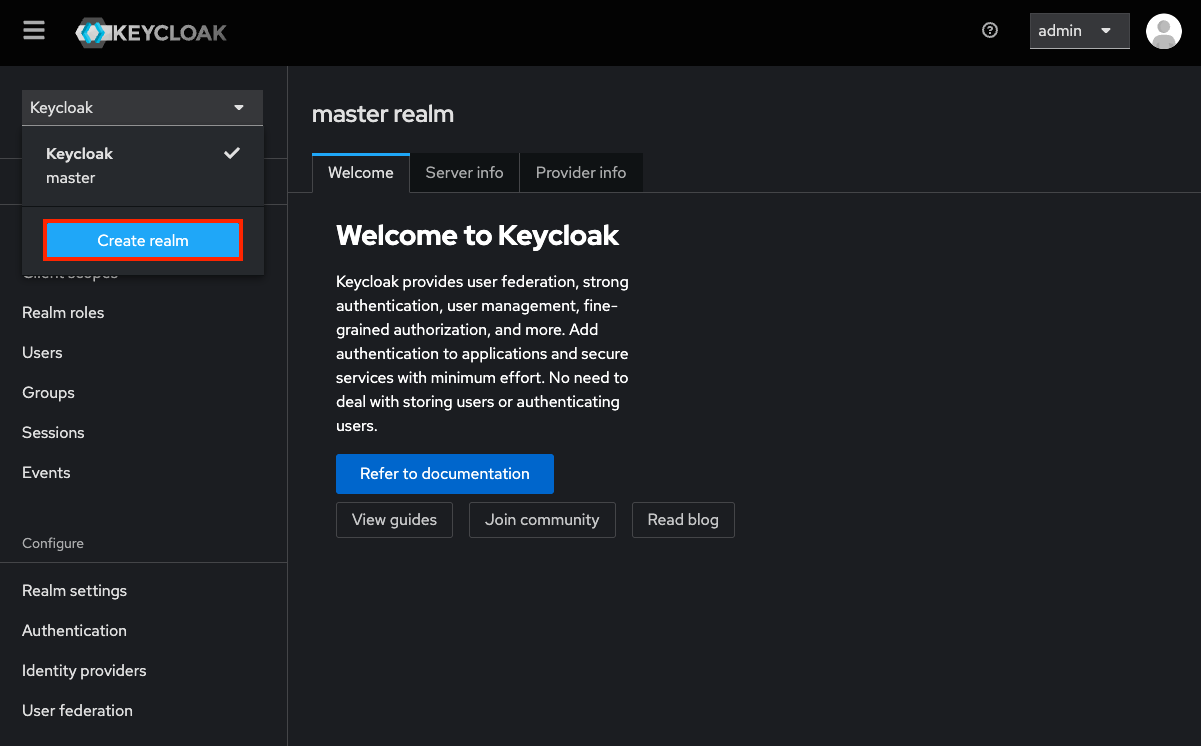 KEYCLOAK
admin
Keycloak
Keycloak
master
Create realm
Client scopes
Realm roles
Users
Groups
Sessions
Events
Configure
Realm settings
Authentication
Identity providers
User federation
master realm
Welcome
Server info
Provider info
Welcome to Keycloak
Keycloak provides user federation, strong
authentication, user management, fine-
grained authorization, and more. Add
authentication to applications and secure
services with minimum effort. No need to
deal with storing users or authenticating
users.
Refer to documentation
View guides
Join community
Read blog